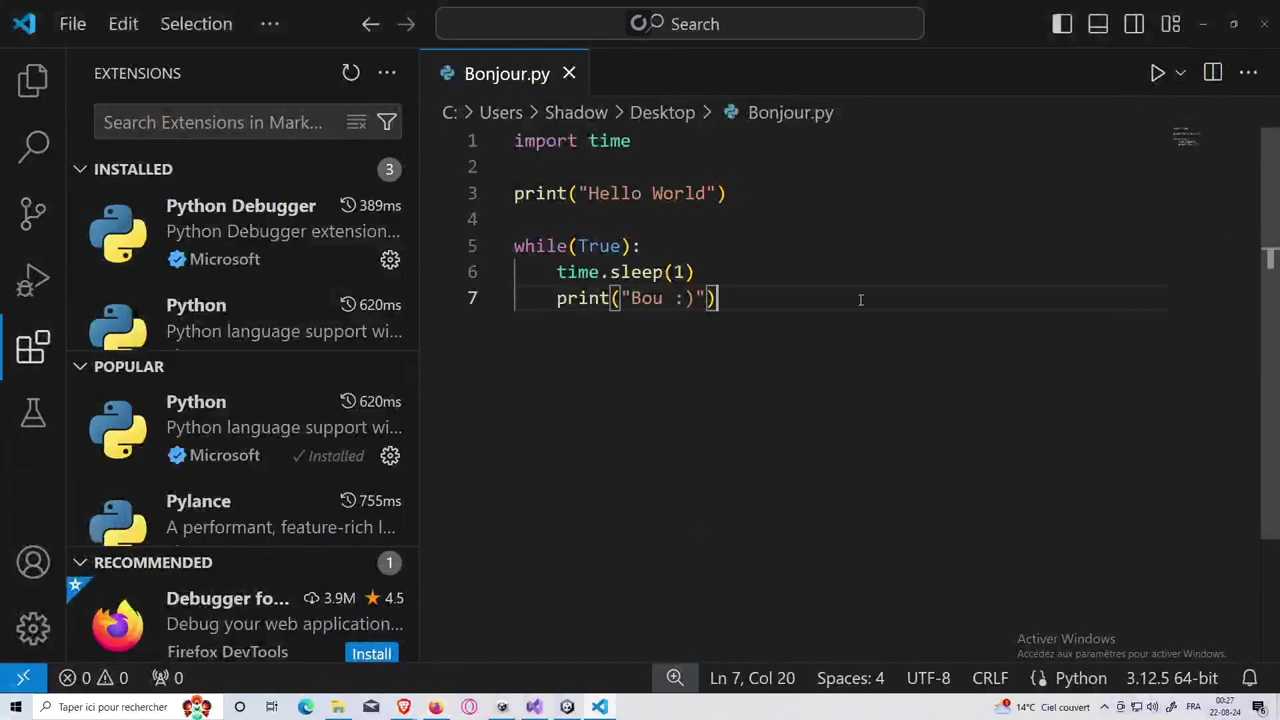 File Edit Selection ··· Search
EXTENSIONS
Search Extensions in Mark...
INSTALLED 3
Python Debugger 389ms
Python Debugger extension...
Microsoft
Python 620ms
Python language support wi...
POPULAR
Python 620ms
Python language support wi...
Microsoft ✓Installed
Pylance 755ms
A performant, feature-rich l...
RECOMMENDED 1
Debugger fo... 3.9M ★ 4.5
Debug your web application...
Firefox DevTools Install
Bonjour.py
C: > Users > Shadow > Desktop > Bonjour.py
1 import time
2
3 print("Hello World")
4
5 while(True):
6 time.sleep(1)
7 print("Bou :)")
Activer Windows
Accédez aux paramètres pour activer Windows.
0 0 0 Ln 7, Col 20 Spaces: 4 UTF-8 CRLF Python 3.12.5 64-bit
Taper ici pour rechercher 14°C Ciel couvert FRA 00:27
22-08-24